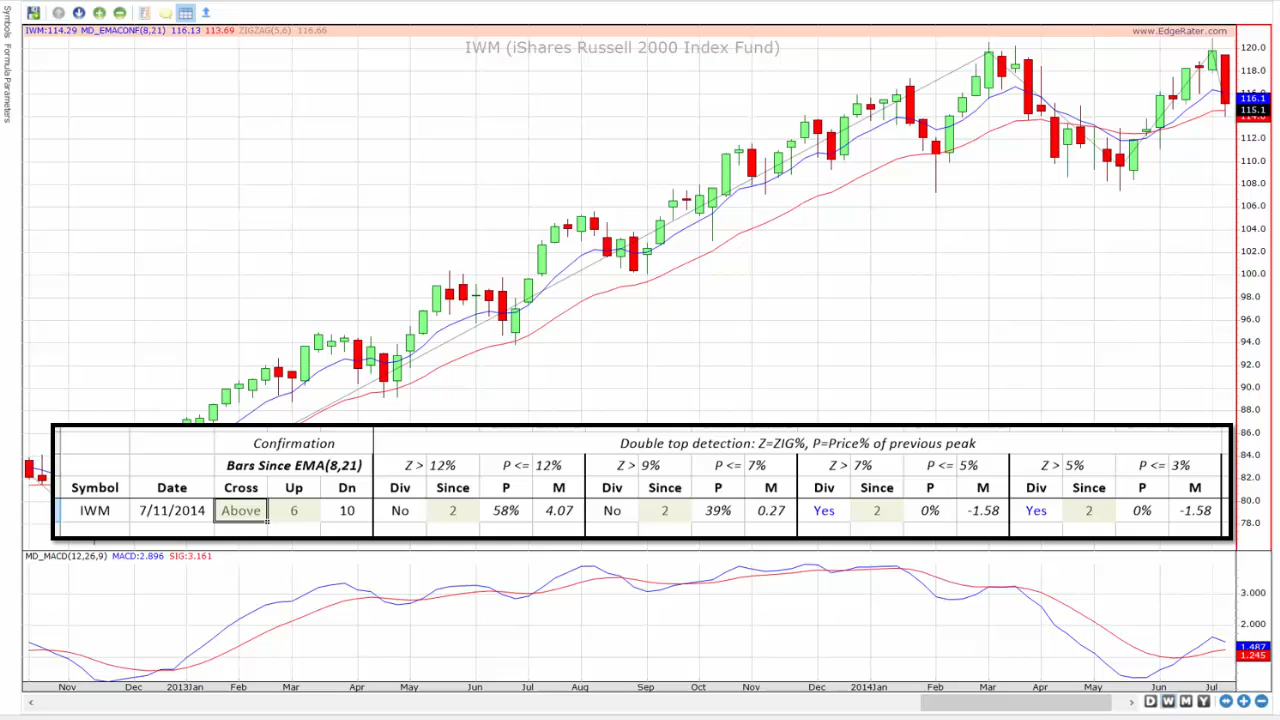 Symbols Formula Parameters
IWM:114.29 MD_EMACONF(8,21) 116.13 113.69 ZIGZAG(5,6) 116.66
www.EdgeRater.com
IWM (iShares Russell 2000 Index Fund)
120.0
118.0
116.1
115.1
112.0
110.0
108.0
106.0
104.0
102.0
100.0
98.0
96.0
94.0
92.0
90.0
88.0
86.0
84.0
82.0
80.0
78.0
Confirmation Double top detection: Z=ZIG%, P=Price% of previous peak
Bars Since EMA(8,21) Z > 12% P <= 12% Z > 9% P <= 7% Z > 7% P <= 5% Z > 5% P <= 3%
Symbol Date Cross Up Dn Div Since P M Div Since P M Div Since P M Div Since P M
IWM 7/11/2014 Above 6 10 No 2 58% 4.07 No 2 39% 0.27 Yes 2 0% -1.58 Yes 2 0% -1.58
MD_MACD(12,26,9) MACD:2.896 SIG:3.161
3.000
2.000
1.487
1.245
Nov Dec 2013Jan Feb Mar Apr May Jun Jul Aug Sep Oct Nov Dec 2014Jan Feb Mar Apr May Jun Jul
D W M Y